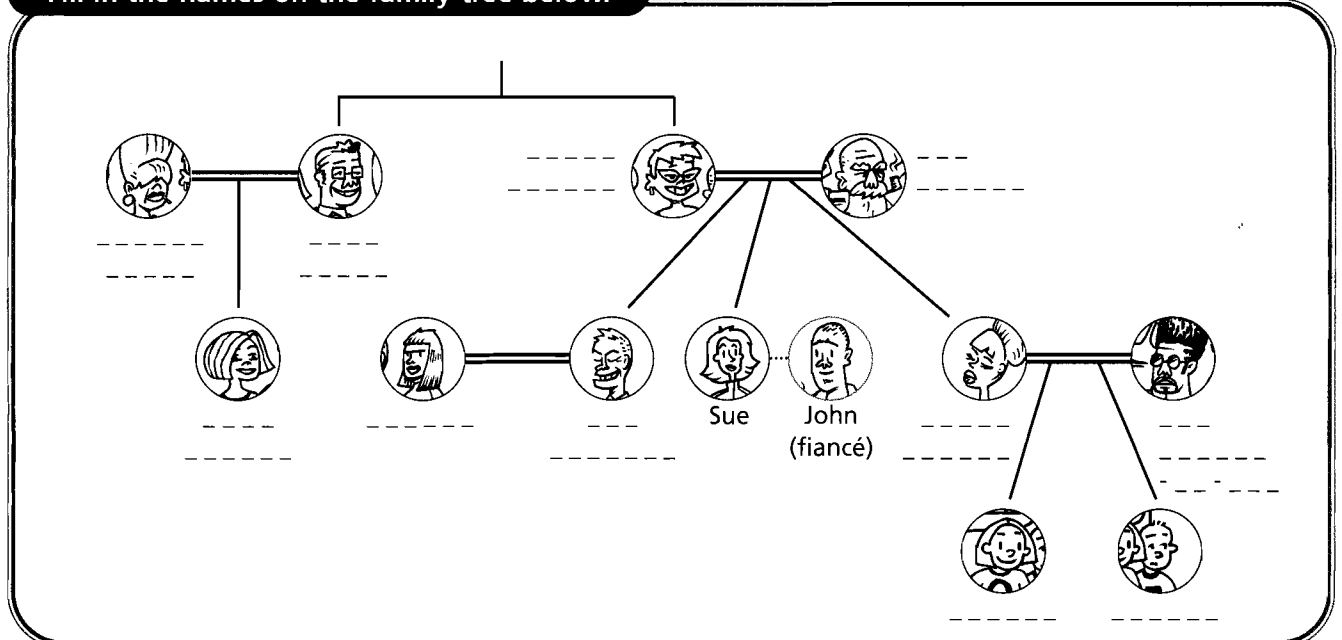 Fill in the names on the family tree below.
Sue
John
(fiancé)